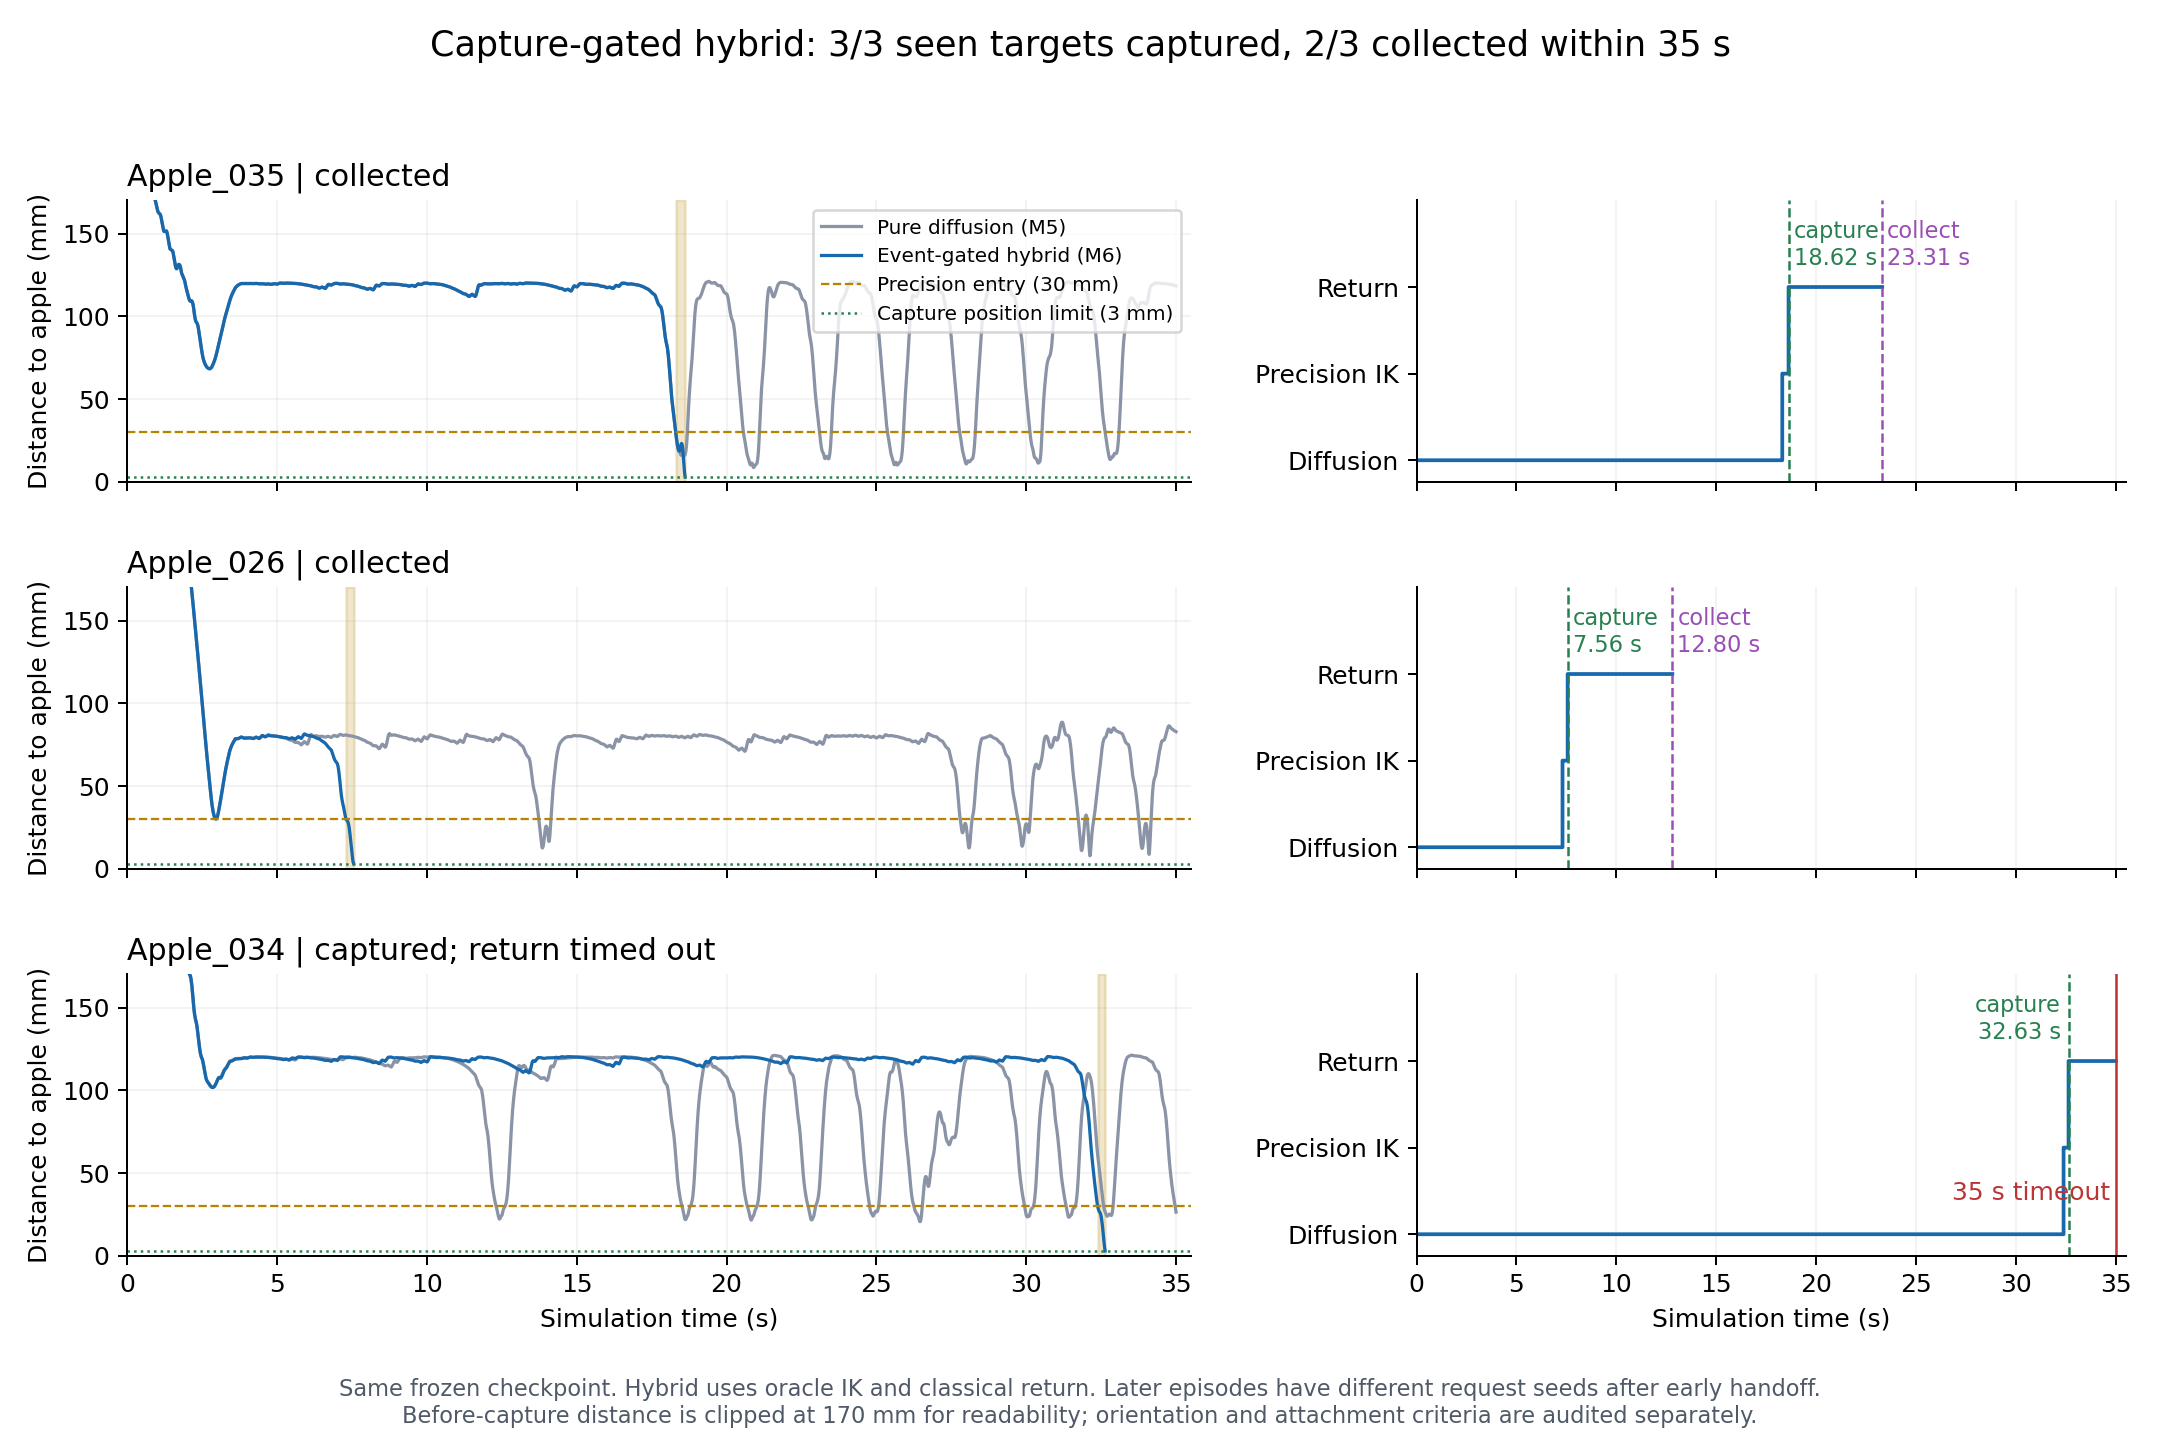 Capture-gated hybrid: 3/3 seen targets captured, 2/3 collected within 35 s
Apple_035 | collected
Distance to apple (mm)
150
100
50
0
Pure diffusion (M5)
Event-gated hybrid (M6)
Precision entry (30 mm)
Capture position limit (3 mm)
Return
Precision IK
Diffusion
capture
18.62 s
collect
23.31 s
Apple_026 | collected
Distance to apple (mm)
150
100
50
0
Return
Precision IK
Diffusion
capture
7.56 s
collect
12.80 s
Apple_034 | captured; return timed out
Distance to apple (mm)
150
100
50
0
0 5 10 15 20 25 30 35
Simulation time (s)
Return
Precision IK
Diffusion
capture
32.63 s
35 s timeout
0 5 10 15 20 25 30 35
Simulation time (s)
Same frozen checkpoint. Hybrid uses oracle IK and classical return. Later episodes have different request seeds after early handoff.
Before-capture distance is clipped at 170 mm for readability; orientation and attachment criteria are audited separately.